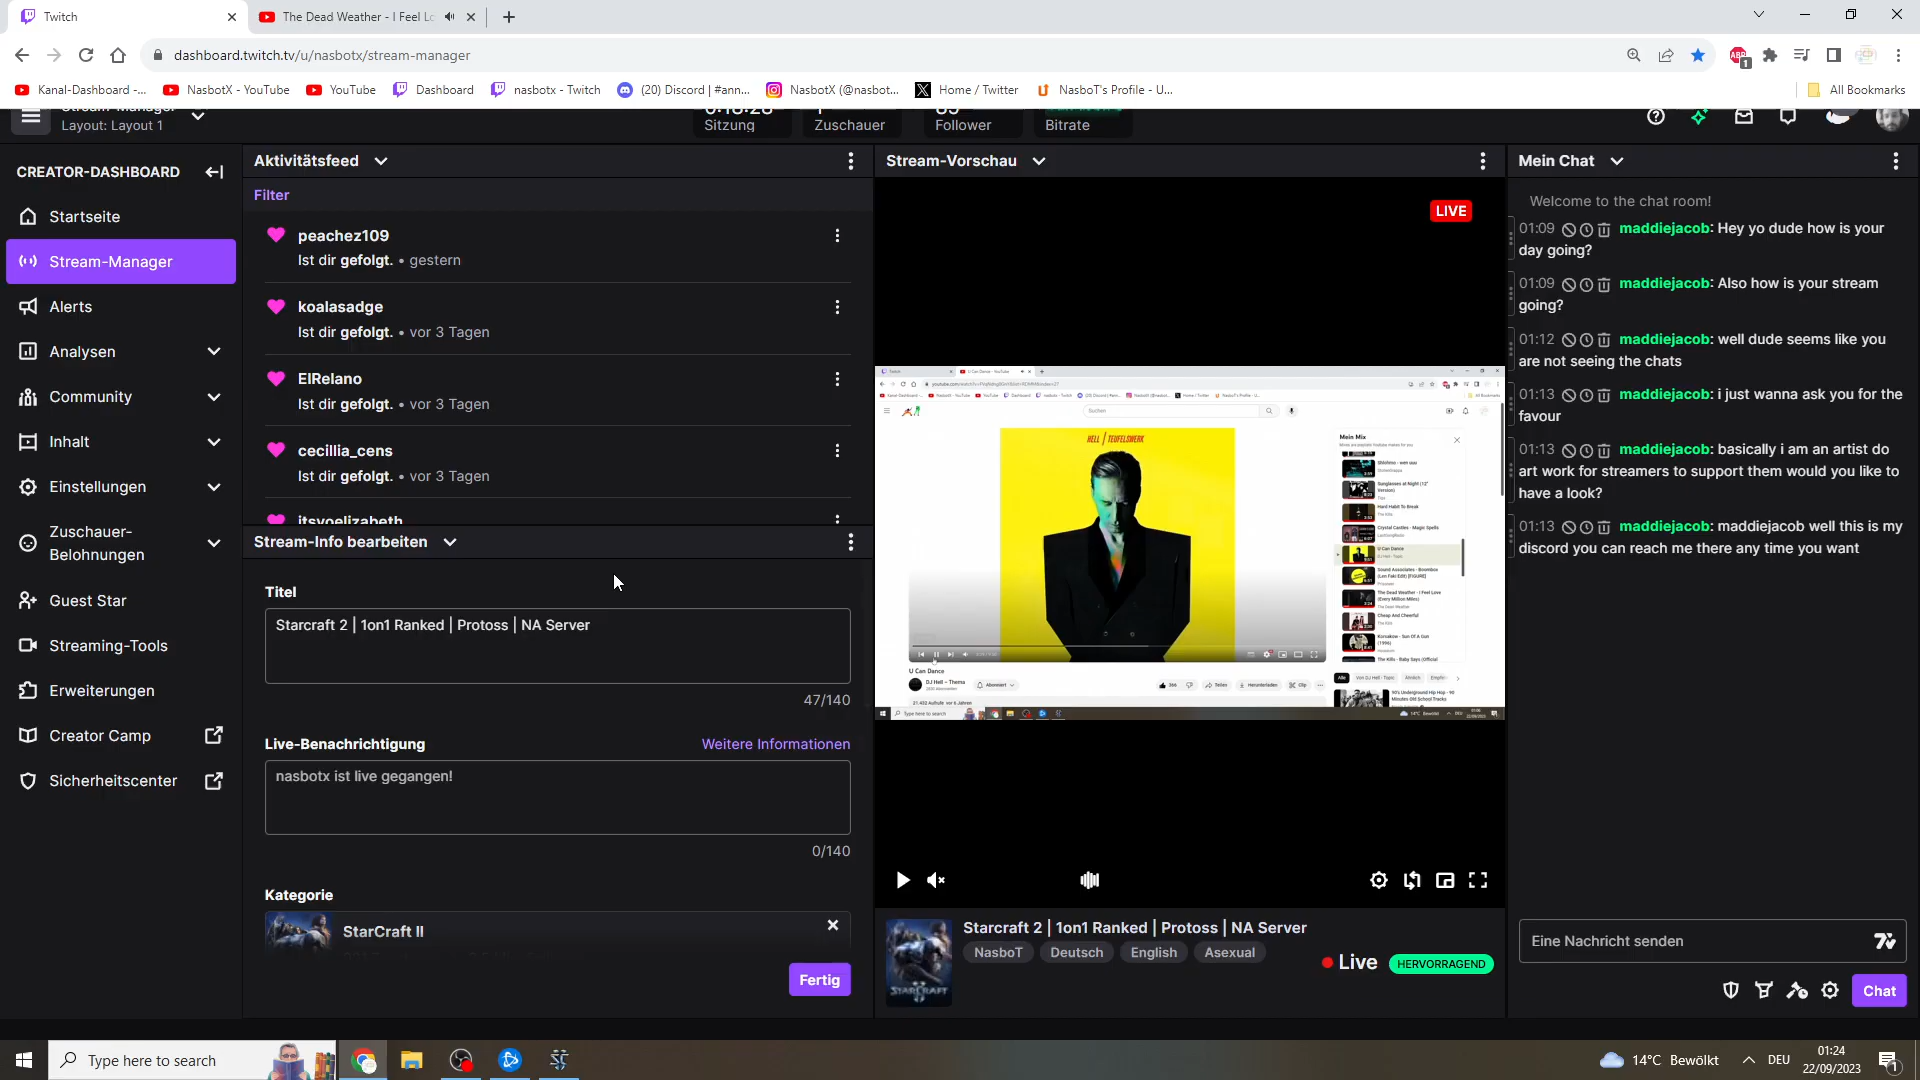 Twitch
The Dead Weather - I Feel Lo
dashboard.twitch.tv/u/nasbotx/stream-manager
Kanal-Dashboard -...
NasbotX - YouTube
YouTube
Dashboard
nasbotx - Twitch
(20) Discord | #ann...
NasbotX (@nasbot...
Home / Twitter
NasboT's Profile - U...
All Bookmarks
Layout: Layout 1
Sitzung
Zuschauer
Follower
Bitrate
CREATOR-DASHBOARD
Startseite
Stream-Manager
Alerts
Analysen
Community
Inhalt
Einstellungen
Zuschauer-
Belohnungen
Guest Star
Streaming-Tools
Erweiterungen
Creator Camp
Sicherheitscenter
Aktivitätsfeed
Filter
peachez109
Ist dir gefolgt. • gestern
koalasadge
Ist dir gefolgt. • vor 3 Tagen
ElRelano
Ist dir gefolgt. • vor 3 Tagen
cecillia_cens
Ist dir gefolgt. • vor 3 Tagen
itsyoelizabeth
Stream-Info bearbeiten
Titel
Starcraft 2 | 1on1 Ranked | Protoss | NA Server
47/140
Live-Benachrichtigung
Weitere Informationen
nasbotx ist live gegangen!
0/140
Kategorie
StarCraft II
Fertig
Stream-Vorschau
LIVE
HELL / TEUFELSWERK
Mein Mix
U Can Dance
DJ Hell - Thema
Starcraft 2 | 1on1 Ranked | Protoss | NA Server
NasboT
Deutsch
English
Asexual
Live
HERVORRAGEND
STARCRAFT
Mein Chat
Welcome to the chat room!
01:09 maddiejacob: Hey yo dude how is your
day going?
01:09 maddiejacob: Also how is your stream
going?
01:12 maddiejacob: well dude seems like you
are not seeing the chats
01:13 maddiejacob: i just wanna ask you for the
favour
01:13 maddiejacob: basically i am an artist do
art work for streamers to support them would you like to
have a look?
01:13 maddiejacob: maddiejacob well this is my
discord you can reach me there any time you want
Eine Nachricht senden
Chat
Type here to search
14°C Bewölkt
DEU
01:24
22/09/2023
1